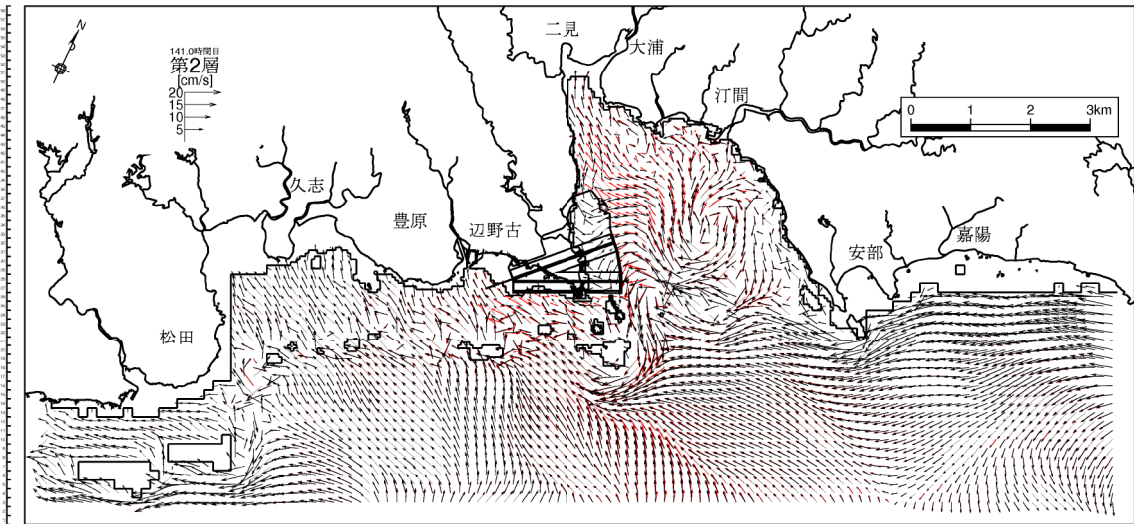 N
141.0時間目
第2層
[cm/s]
20
15
10
5
二見
大浦
汀間
0 1 2 3km
久志
豊原
辺野古
安部
嘉陽
松田